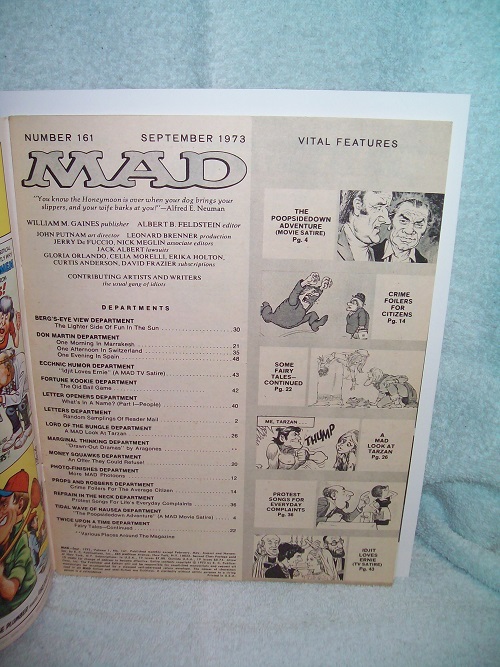 NUMBER 161 SEPTEMBER 1973
MAD
"You know the Honeymoon is over when your dog brings your
slippers, and your wife barks at you!"—Alfred E. Neuman
WILLIAM M. GAINES publisher ALBERT B. FELDSTEIN editor
JOHN PUTNAM art director LEONARD BRENNER production
JERRY DE FUCCIO, NICK MEGLIN associate editors
JACK ALBERT lawsuits
GLORIA ORLANDO, CELIA MORELLI, ERIKA HOLTON,
CURTIS ANDERSON, DAVID FRAZIER subscriptions
CONTRIBUTING ARTISTS AND WRITERS
the usual gang of idiots
DEPARTMENTS
BERG'S-EYE VIEW DEPARTMENT
The Lighter Side Of Fun In The Sun 30
DON MARTIN DEPARTMENT
One Morning In Marrakesh 21
One Afternoon In Switzerland 35
One Evening In Spain 48
ECCHNIC HUMOR DEPARTMENT
"Idjit Loves Ernie" (A MAD TV Satire) 43
FORTUNE KOOKIE DEPARTMENT
The Old Ball Game 42
LETTER OPENERS DEPARTMENT
What's In A Name? (Part I—People) 40
LETTERS DEPARTMENT
Random Samplings Of Reader Mail 2
LORD OF THE BUNGLE DEPARTMENT
A MAD Look At Tarzan 26
MARGINAL THINKING DEPARTMENT
"Drawn-Out Dramas" by Aragones **
MONEY SQUAWKS DEPARTMENT
An Offer They Could Refuse! 20
PHOTO-FINISHES DEPARTMENT
More MAD Photoons 12
PROPS AND ROBBERS DEPARTMENT
Crime Foilers For The Average Citizen 14
REFRAIN IN THE NECK DEPARTMENT
Protest Songs For Life's Everyday Complaints 36
TIDAL WAVE OF NAUSEA DEPARTMENT
"The Poopsidedown Adventure" (A MAD Movie Satire) 4
TWICE UPON A TIME DEPARTMENT
Fairy Tales—Continued 22
**Various Places Around The Magazine
VITAL FEATURES
THE
POOPSIDEDOWN
ADVENTURE
(MOVIE SATIRE)
Pg. 4
CRIME
FOILERS
FOR
CITIZENS
Pg. 14
SOME
FAIRY
TALES—
CONTINUED
Pg. 22
ME, TARZAN...
THUMP
A
MAD
LOOK AT
TARZAN
Pg. 26
PROTEST
SONGS FOR
EVERYDAY
COMPLAINTS
Pg. 36
IDJIT
LOVES
ERNIE
(TV SATIRE)
Pg. 43